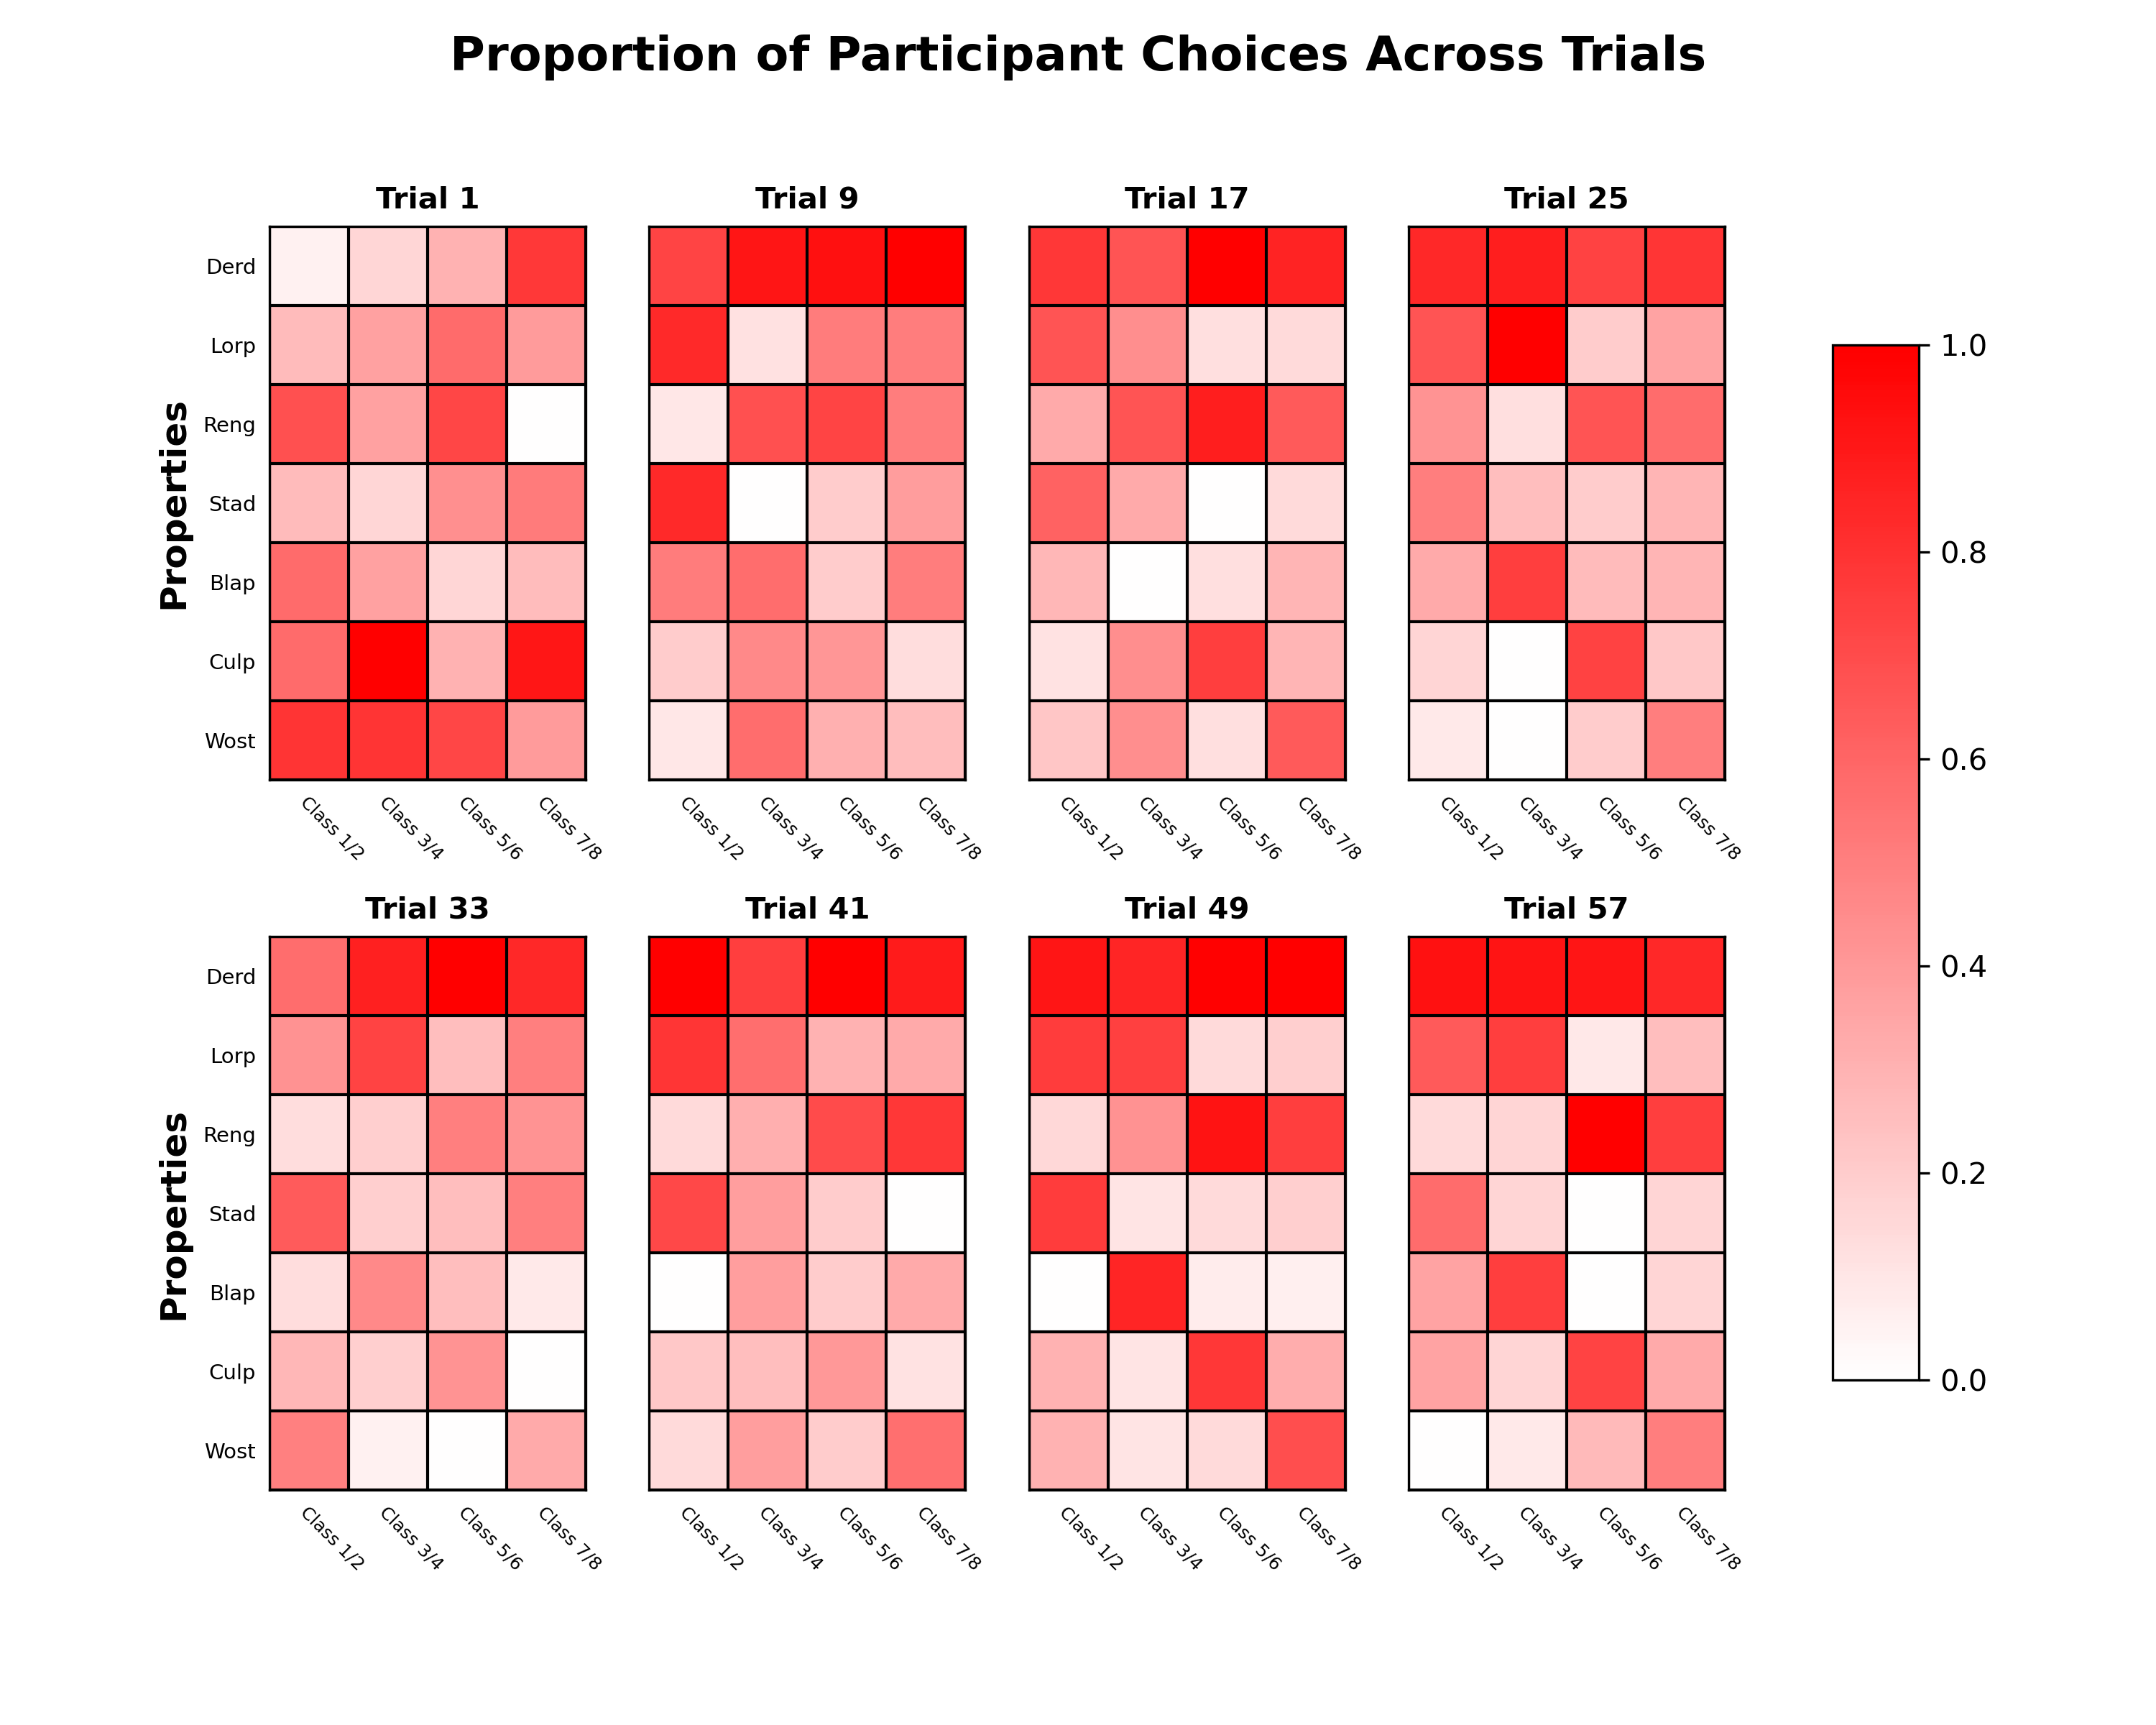 Proportion of Participant Choices Across Trials
Trial 1
Trial 9
Trial 17
Trial 25
Properties
Derd
Lorp
Reng
Stad
Blap
Culp
Wost
Class 1/2
Class 3/4
Class 5/6
Class 7/8
Class 1/2
Class 3/4
Class 5/6
Class 7/8
Class 1/2
Class 3/4
Class 5/6
Class 7/8
Class 1/2
Class 3/4
Class 5/6
Class 7/8
Trial 33
Trial 41
Trial 49
Trial 57
Properties
Derd
Lorp
Reng
Stad
Blap
Culp
Wost
Class 1/2
Class 3/4
Class 5/6
Class 7/8
Class 1/2
Class 3/4
Class 5/6
Class 7/8
Class 1/2
Class 3/4
Class 5/6
Class 7/8
Class 1/2
Class 3/4
Class 5/6
Class 7/8
1.0
0.8
0.6
0.4
0.2
0.0